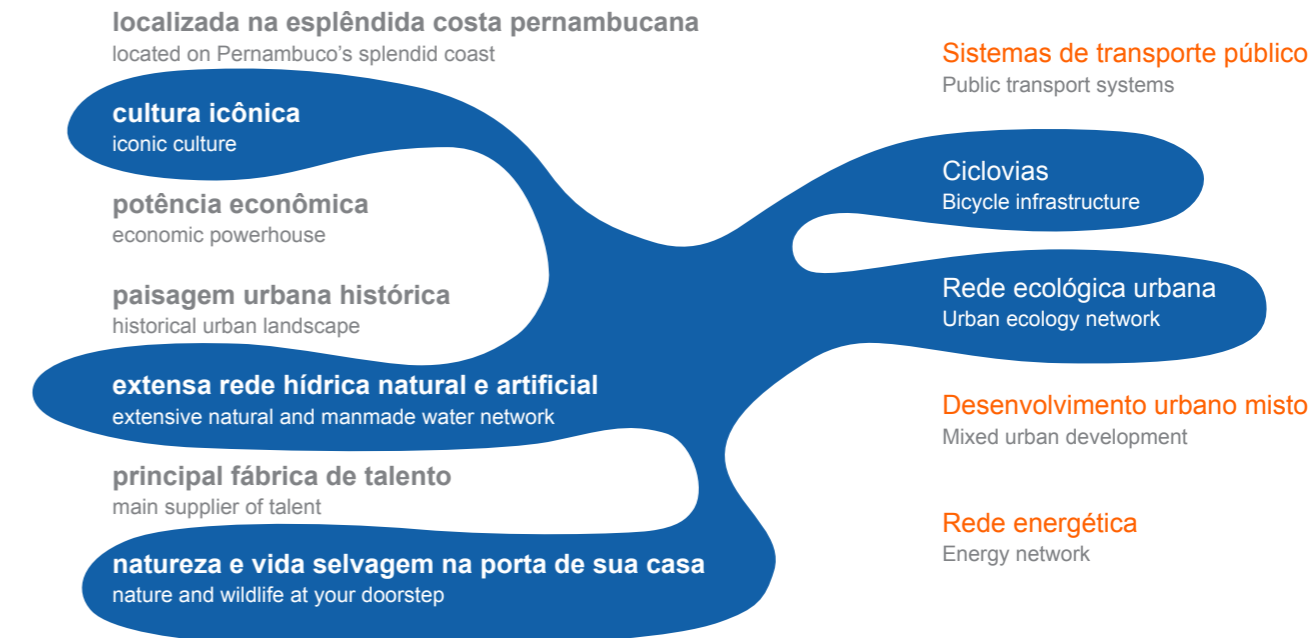 localizada na esplêndida costa pernambucana
located on Pernambuco’s splendid coast
cultura icônica
iconic culture
potência econômica
economic powerhouse
paisagem urbana histórica
historical urban landscape
extensa rede hídrica natural e artificial
extensive natural and manmade water network
principal fábrica de talento
main supplier of talent
natureza e vida selvagem na porta de sua casa
nature and wildlife at your doorstep
Sistemas de transporte público
Public transport systems
Ciclovias
Bicycle infrastructure
Rede ecológica urbana
Urban ecology network
Desenvolvimento urbano misto
Mixed urban development
Rede energética
Energy network